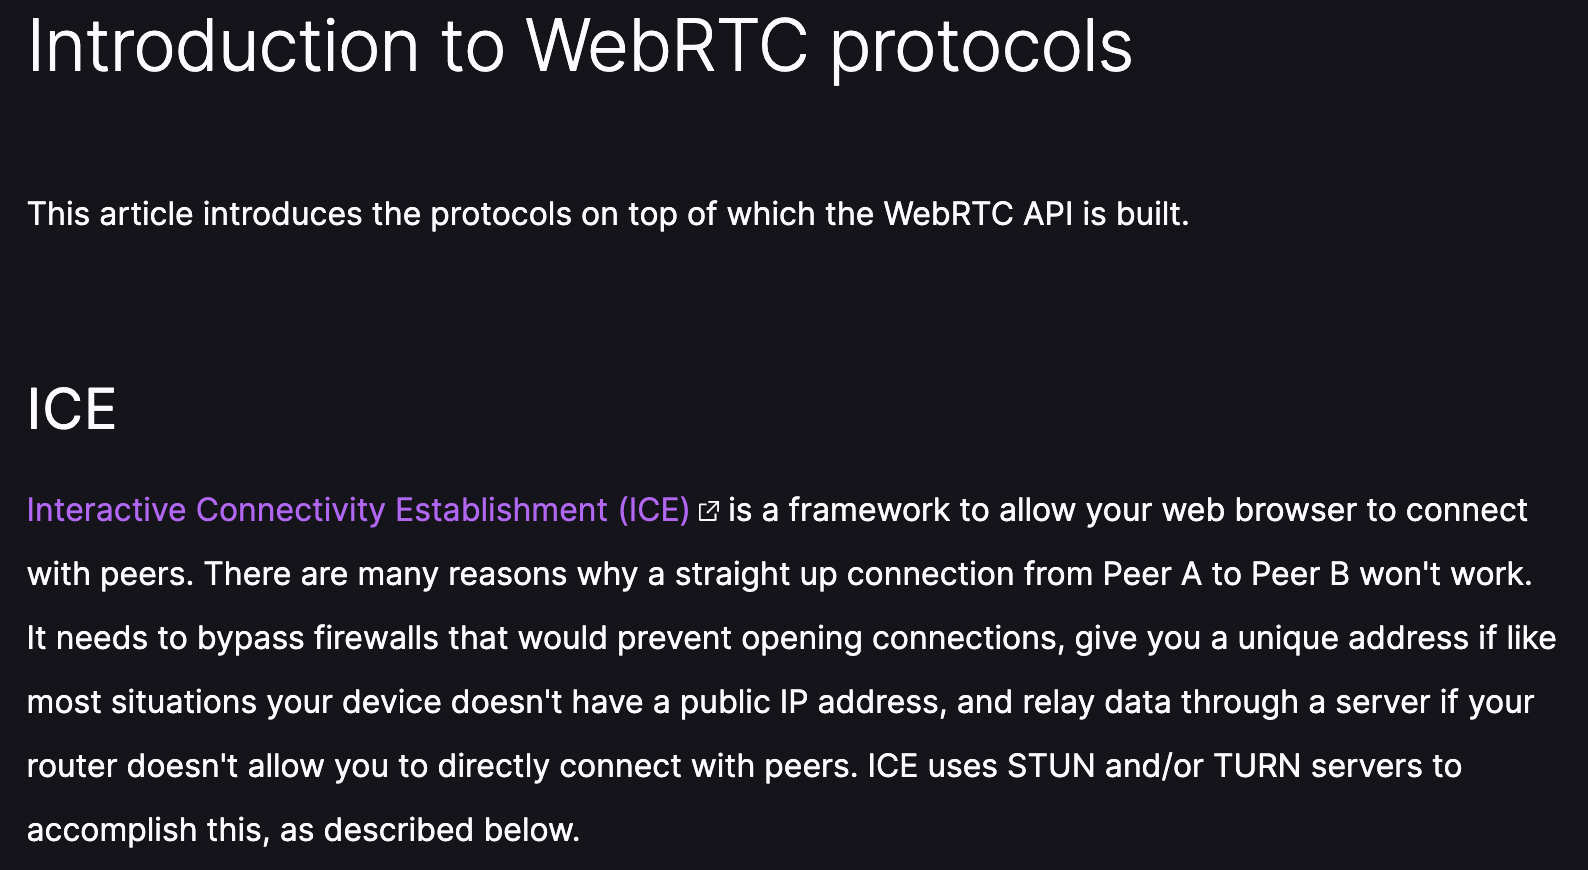 Introduction to WebRTC protocols
This article introduces the protocols on top of which the WebRTC API is built.
ICE
Interactive Connectivity Establishment (ICE) is a framework to allow your web browser to connect
with peers. There are many reasons why a straight up connection from Peer A to Peer B won't work.
It needs to bypass firewalls that would prevent opening connections, give you a unique address if like
most situations your device doesn't have a public IP address, and relay data through a server if your
router doesn't allow you to directly connect with peers. ICE uses STUN and/or TURN servers to
accomplish this, as described below.